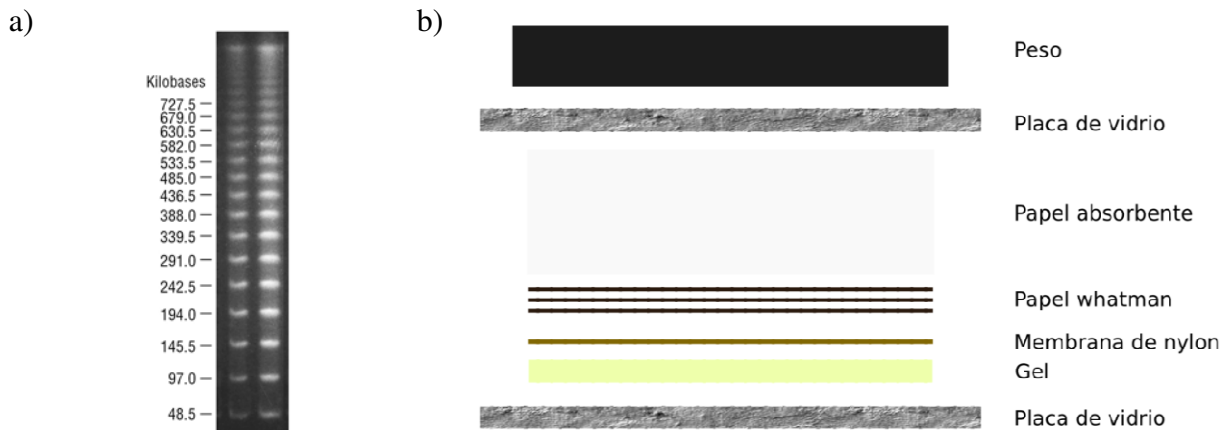 a)
Kilobases
727.5
679.0
630.5
582.0
533.5
485.0
436.5
388.0
339.5
291.0
242.5
194.0
145.5
97.0
48.5
b)
Peso
Placa de vidrio
Papel absorbente
Papel whatman
Membrana de nylon
Gel
Placa de vidrio